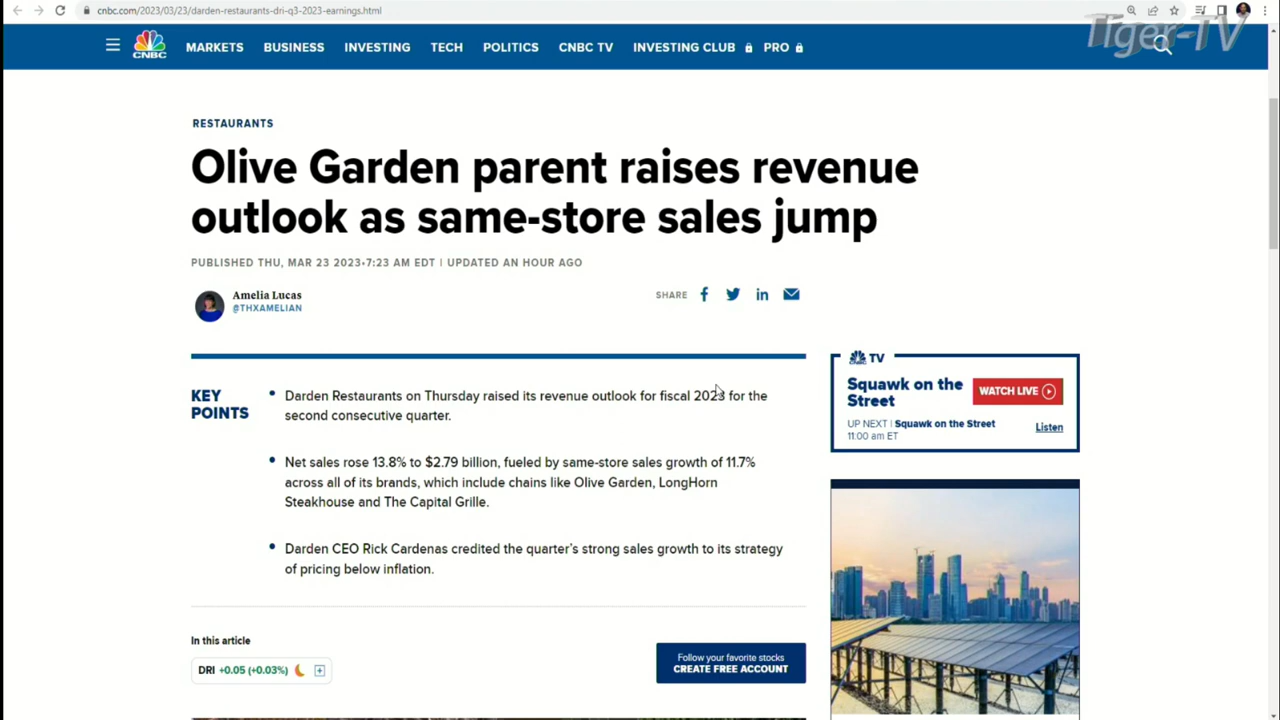 cnbc.com/2023/03/23/darden-restaurants-dri-q3-2023-earnings.html
Tiger-TV
CNBC
MARKETS BUSINESS INVESTING TECH POLITICS CNBC TV INVESTING CLUB PRO
RESTAURANTS
Olive Garden parent raises revenue
outlook as same-store sales jump
PUBLISHED THU, MAR 23 2023•7:23 AM EDT | UPDATED AN HOUR AGO
Amelia Lucas
@THXAMELIAN
SHARE
KEY
POINTS
Darden Restaurants on Thursday raised its revenue outlook for fiscal 2023 for the
second consecutive quarter.
Net sales rose 13.8% to $2.79 billion, fueled by same-store sales growth of 11.7%
across all of its brands, which include chains like Olive Garden, LongHorn
Steakhouse and The Capital Grille.
Darden CEO Rick Cardenas credited the quarter's strong sales growth to its strategy
of pricing below inflation.
In this article
DRI +0.05 (+0.03%)
Follow your favorite stocks
CREATE FREE ACCOUNT
CNBC TV
Squawk on the
Street
WATCH LIVE
UP NEXT | Squawk on the Street
11:00 am ET
Listen